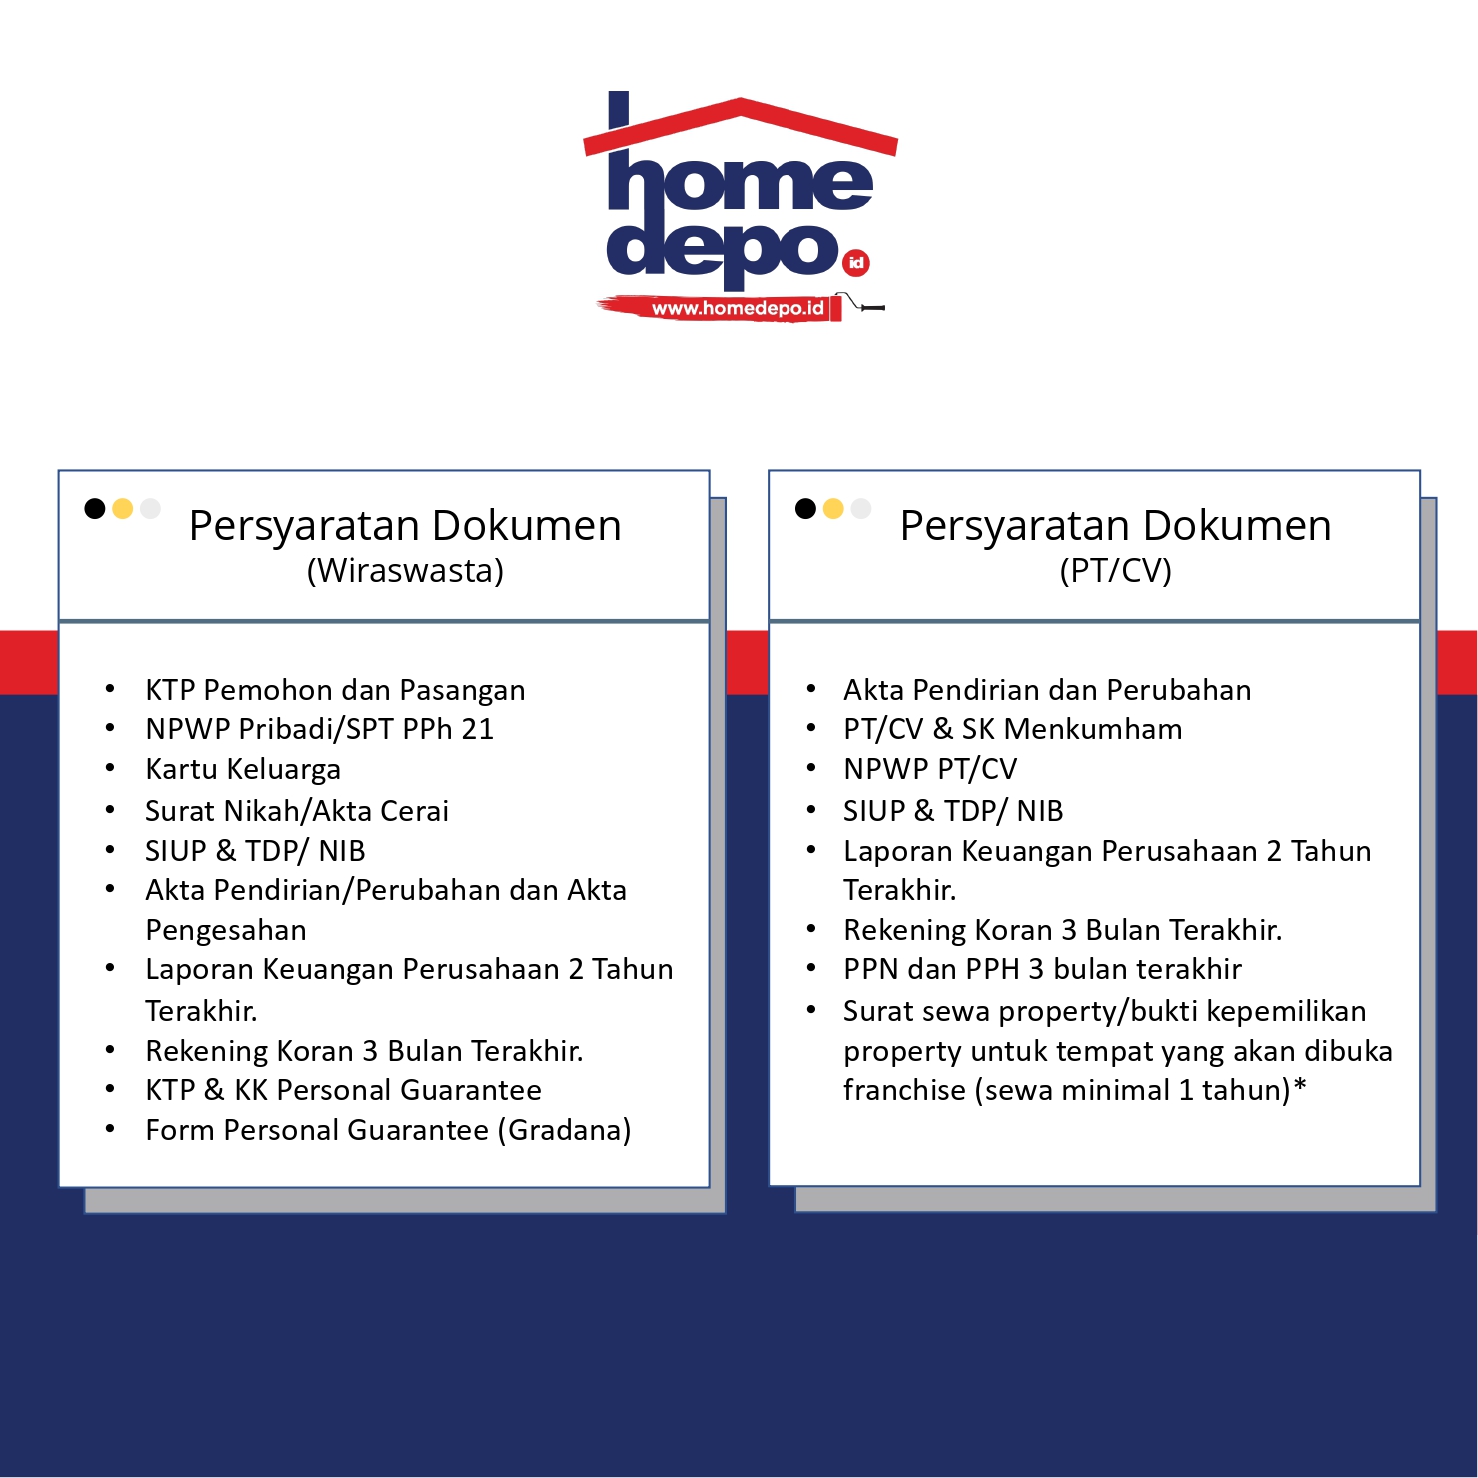 home
depo.id
www.homedepo.id
Persyaratan Dokumen
(Wiraswasta)
• KTP Pemohon dan Pasangan
• NPWP Pribadi/SPT PPh 21
• Kartu Keluarga
• Surat Nikah/Akta Cerai
• SIUP & TDP/ NIB
• Akta Pendirian/Perubahan dan Akta
Pengesahan
• Laporan Keuangan Perusahaan 2 Tahun
Terakhir.
• Rekening Koran 3 Bulan Terakhir.
• KTP & KK Personal Guarantee
• Form Personal Guarantee (Gradana)
Persyaratan Dokumen
(PT/CV)
• Akta Pendirian dan Perubahan
• PT/CV & SK Menkumham
• NPWP PT/CV
• SIUP & TDP/ NIB
• Laporan Keuangan Perusahaan 2 Tahun
Terakhir.
• Rekening Koran 3 Bulan Terakhir.
• PPN dan PPH 3 bulan terakhir
• Surat sewa property/bukti kepemilikan
property untuk tempat yang akan dibuka
franchise (sewa minimal 1 tahun)*